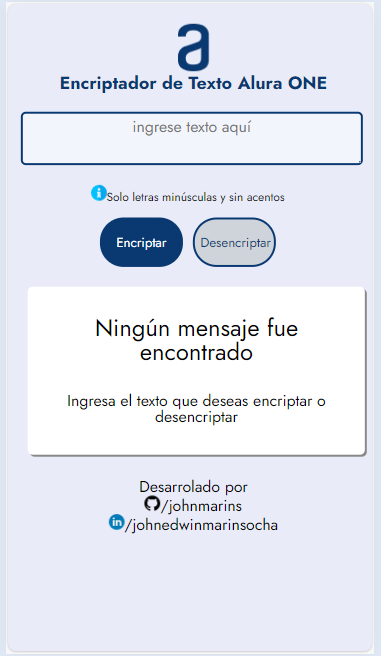 a
Encriptador de Texto Alura ONE
ingrese texto aquí
Solo letras minúsculas y sin acentos
Encriptar
Desencriptar
Ningún mensaje fue
encontrado
Ingresa el texto que deseas encriptar o
desencriptar
Desarrolado por
/johnmarins
in/johnedwinmarinsocha